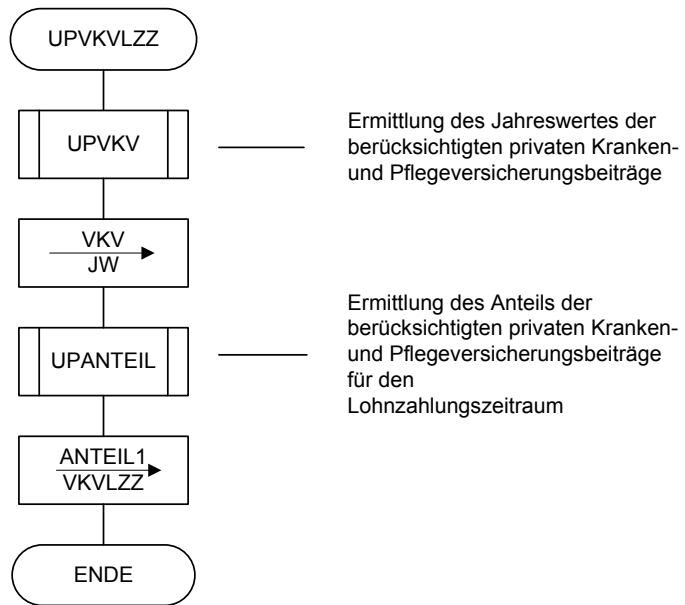 UPVKVLZZ
UPVKV
Ermittlung des Jahreswertes der
berücksichtigten privaten Kranken-
und Pflegeversicherungsbeiträge
VKV
JW
UPANTEIL
Ermittlung des Anteils der
berücksichtigten privaten Kranken-
und Pflegeversicherungsbeiträge
für den
Lohnzahlungszeitraum
ANTEIL1
VKVLZZ
ENDE